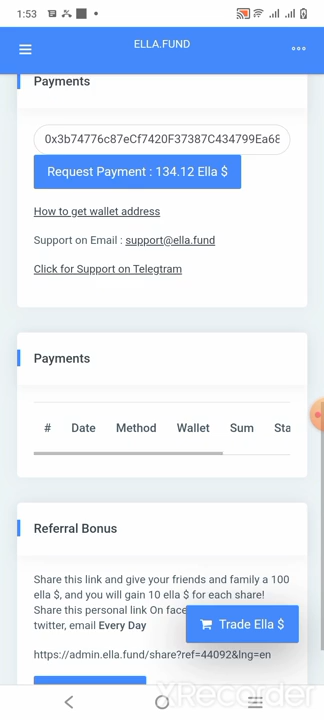 1:53
ELLA.FUND
Payments
0x3b74776c87eCf7420F37387C434799Ea68
Request Payment : 134.12 Ella $
How to get wallet address
Support on Email : support@ella.fund
Click for Support on Telegtram
Payments
# Date Method Wallet Sum Sta
Referral Bonus
Share this link and give your friends and family a 100
ella $, and you will gain 10 ella $ for each share!
Share this personal link On face
twitter, email Every Day
Trade Ella $
https://admin.ella.fund/share?ref=44092&lng=en
XRecorder